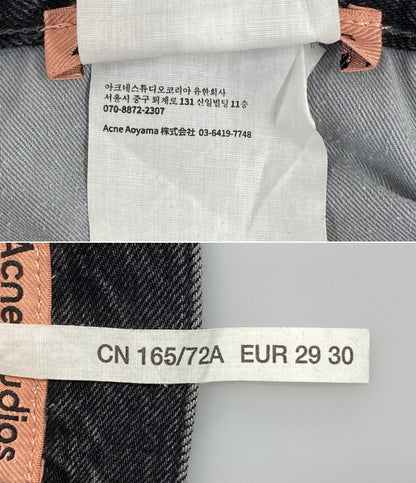 아크네스튜디오코리아 유한회사
서울시 중구 퇴계로 131 신일빌딩 11층
070-8872-2307
Acne Aoyama 株式会社 03-6419-7748
CN 165/72A EUR 29 30
Acne Studios